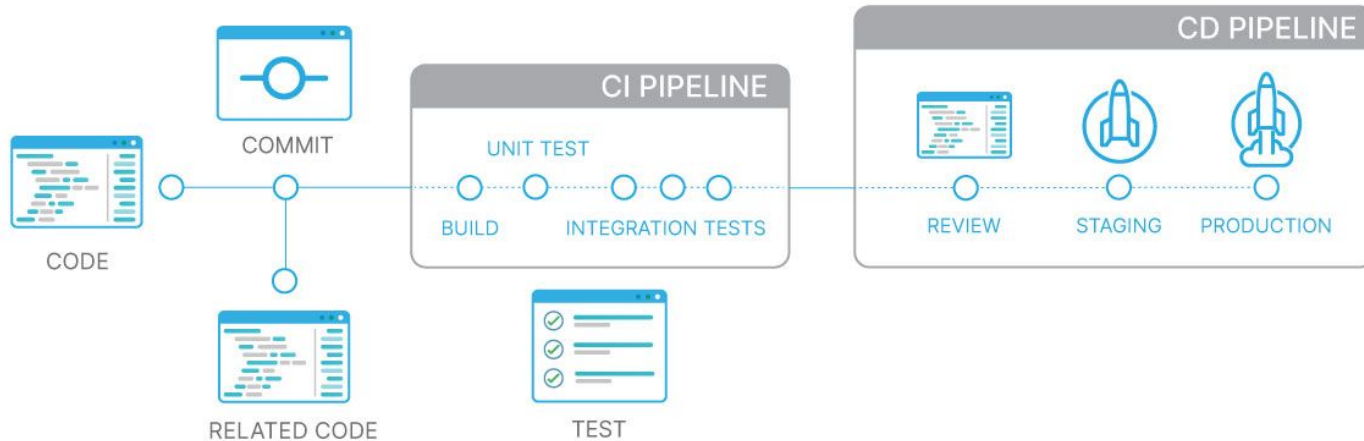 CODE
COMMIT
RELATED CODE
CI PIPELINE
BUILD
UNIT TEST
INTEGRATION TESTS
TEST
CD PIPELINE
REVIEW
STAGING
PRODUCTION